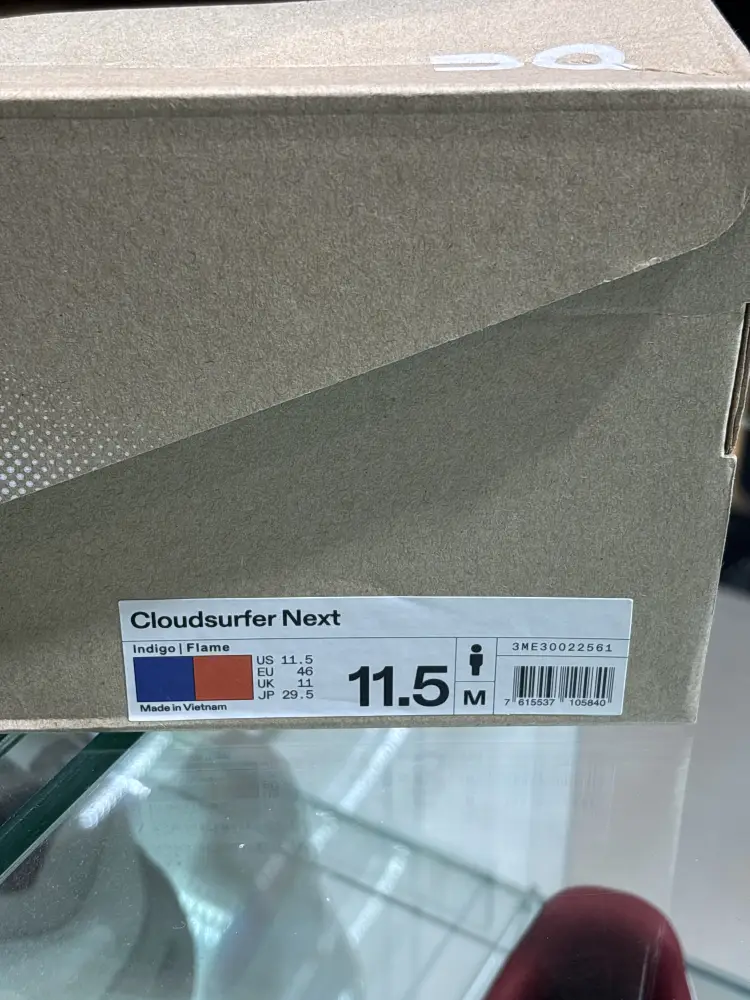 Cloudsurfer Next
Indigo | Flame
US 11.5
EU 46
UK 11
JP 29.5
Made in Vietnam
11.5
M
3ME30022561
7 615537 105840